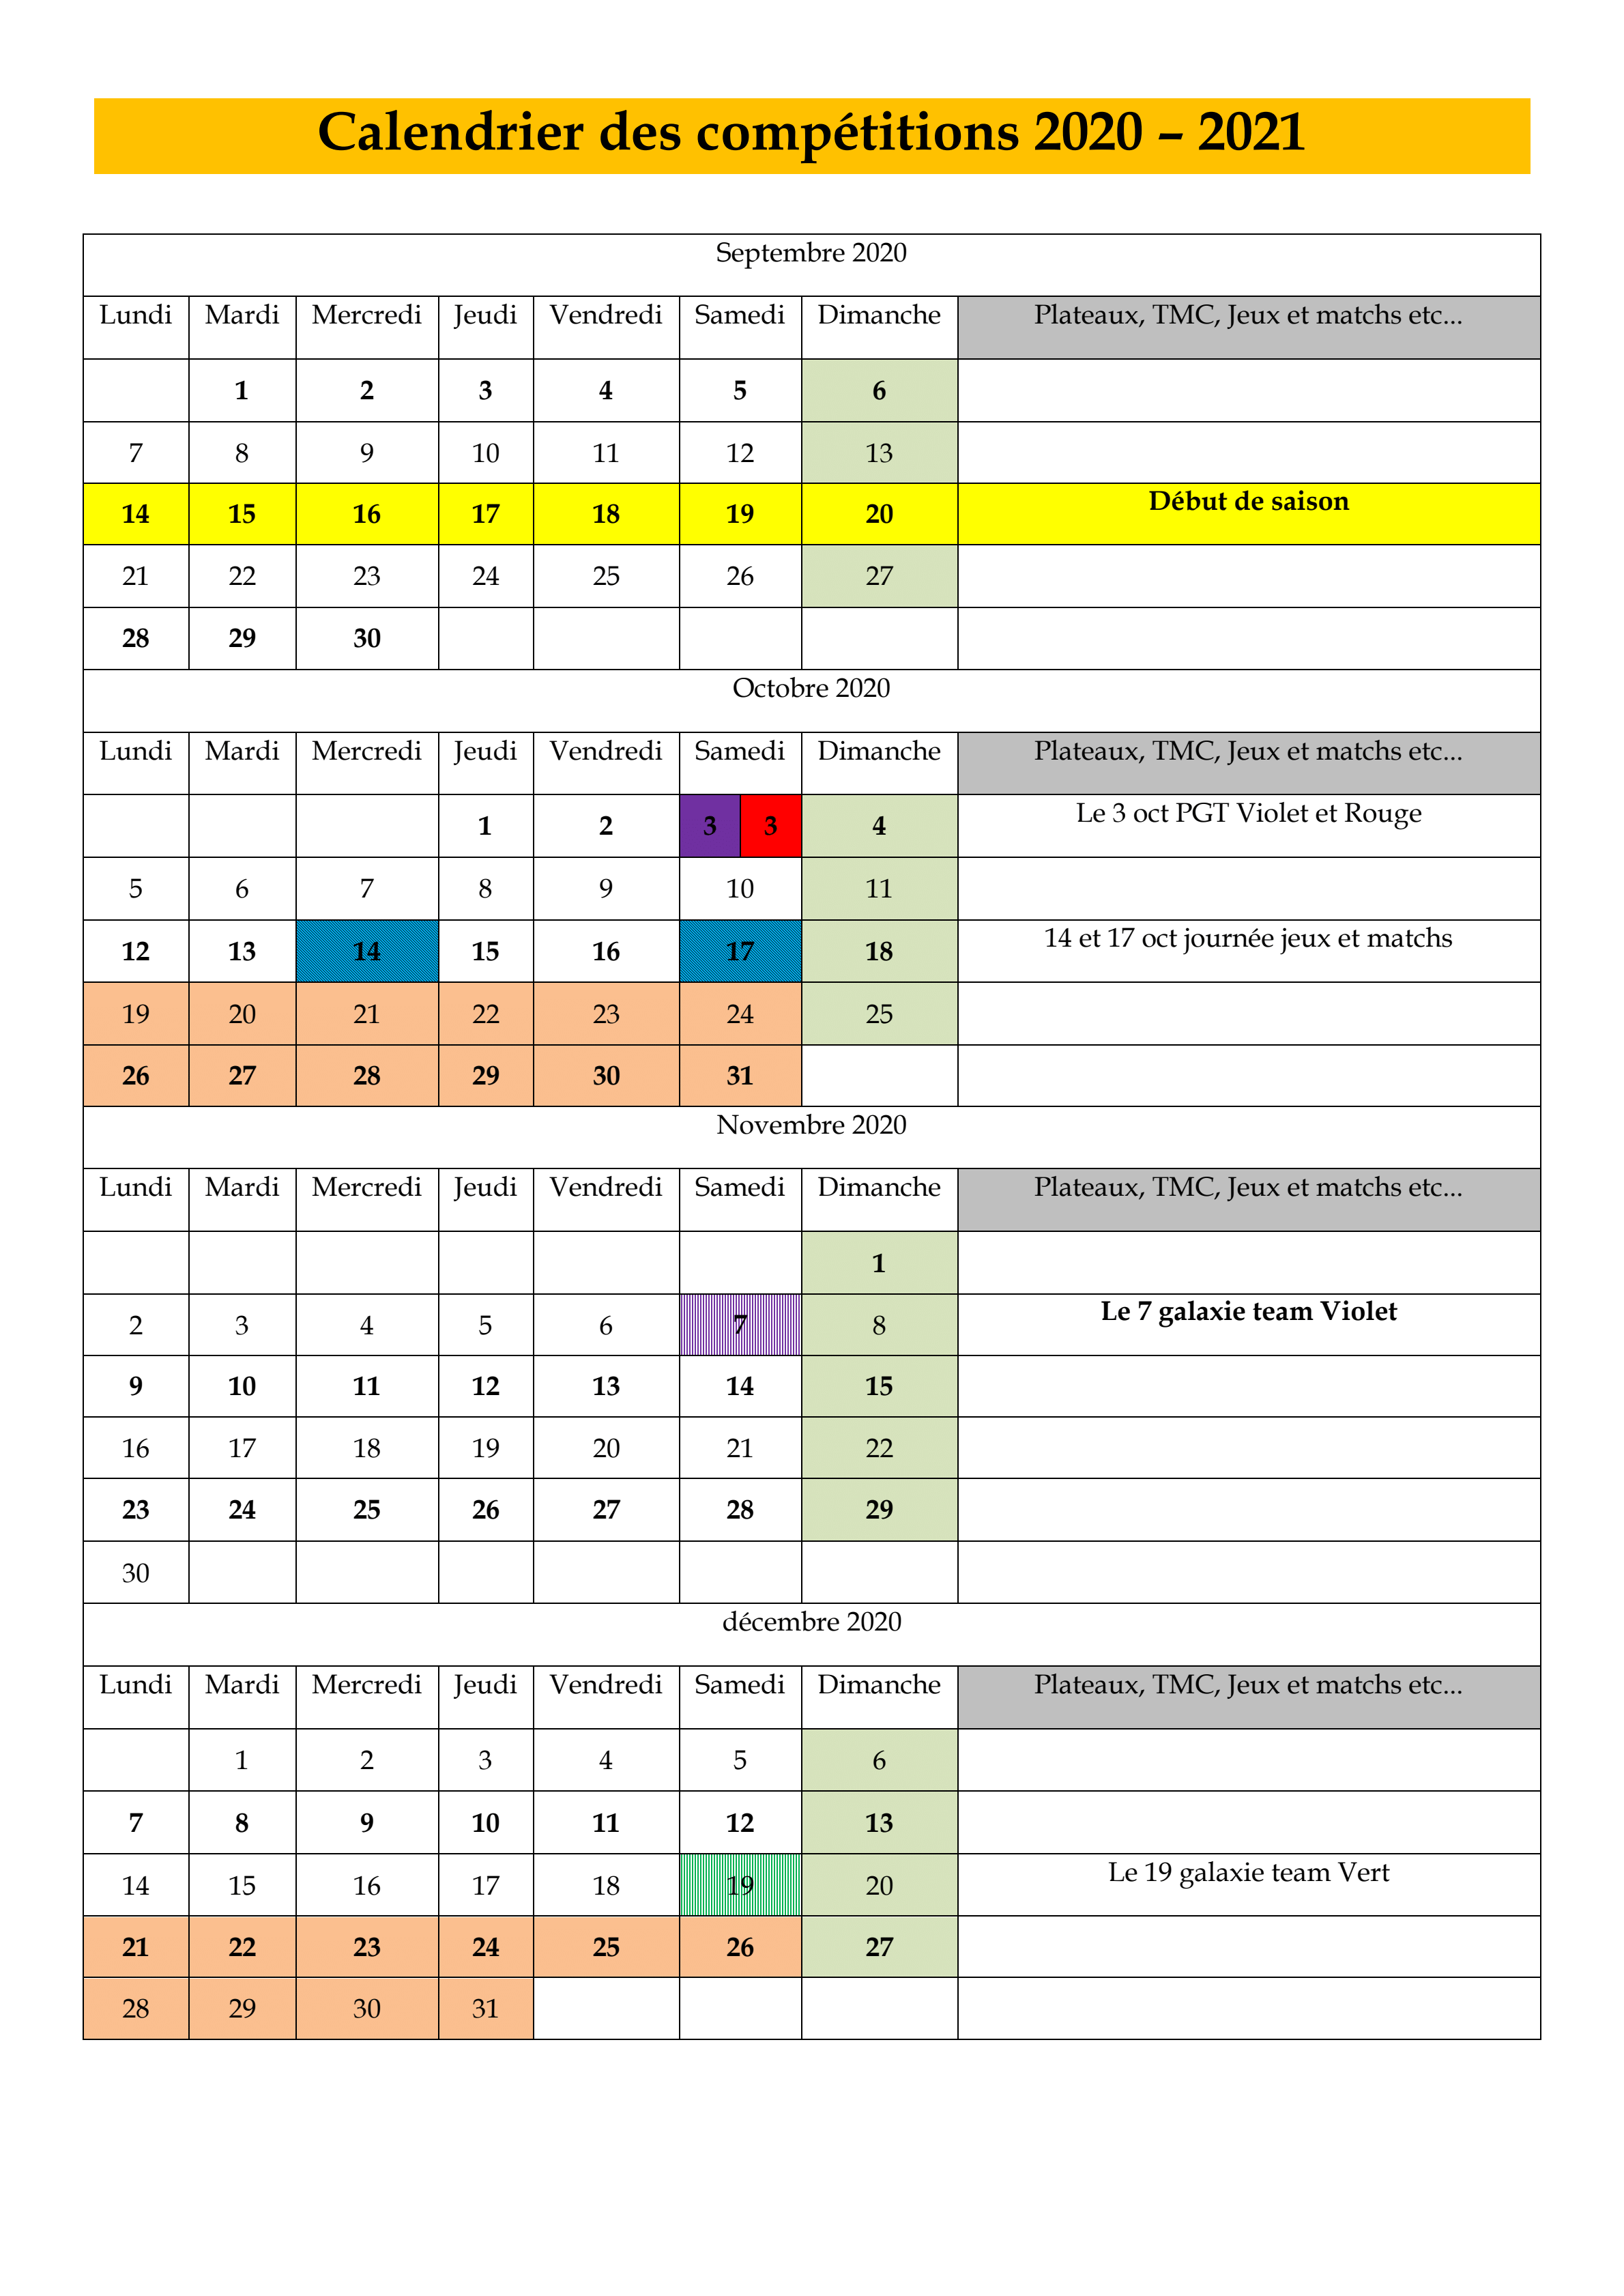 Calendrier des compétitions 2020 – 2021
Septembre 2020
Lundi Mardi Mercredi Jeudi Vendredi Samedi Dimanche Plateaux, TMC, Jeux et matchs etc...
1 2 3 4 5 6
7 8 9 10 11 12 13
14 15 16 17 18 19 20 Début de saison
21 22 23 24 25 26 27
28 29 30
Octobre 2020
Lundi Mardi Mercredi Jeudi Vendredi Samedi Dimanche Plateaux, TMC, Jeux et matchs etc...
1 2 3 3 4 Le 3 oct PGT Violet et Rouge
5 6 7 8 9 10 11
12 13 14 15 16 17 18 14 et 17 oct journée jeux et matchs
19 20 21 22 23 24 25
26 27 28 29 30 31
Novembre 2020
Lundi Mardi Mercredi Jeudi Vendredi Samedi Dimanche Plateaux, TMC, Jeux et matchs etc...
1
2 3 4 5 6 7 8 Le 7 galaxie team Violet
9 10 11 12 13 14 15
16 17 18 19 20 21 22
23 24 25 26 27 28 29
30
décembre 2020
Lundi Mardi Mercredi Jeudi Vendredi Samedi Dimanche Plateaux, TMC, Jeux et matchs etc...
1 2 3 4 5 6
7 8 9 10 11 12 13
14 15 16 17 18 19 20 Le 19 galaxie team Vert
21 22 23 24 25 26 27
28 29 30 31